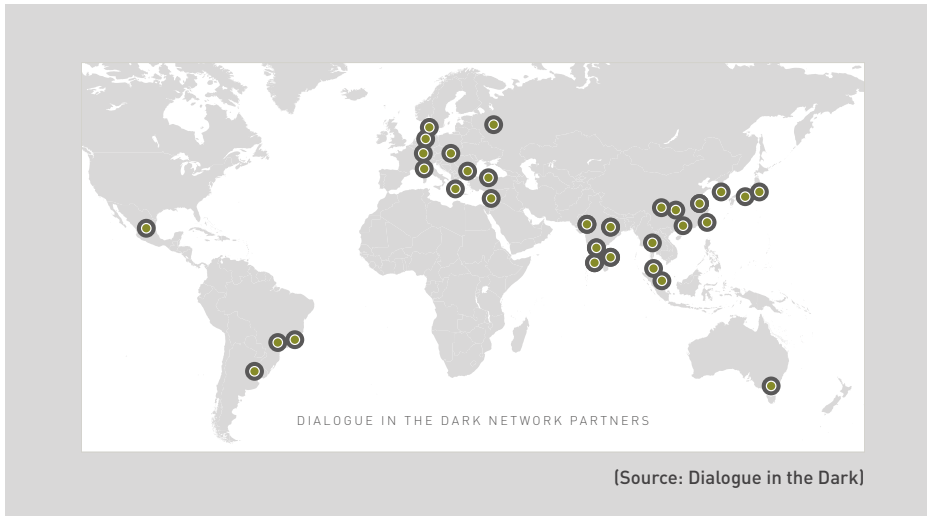 DIALOGUE IN THE DARK NETWORK PARTNERS
(Source: Dialogue in the Dark)